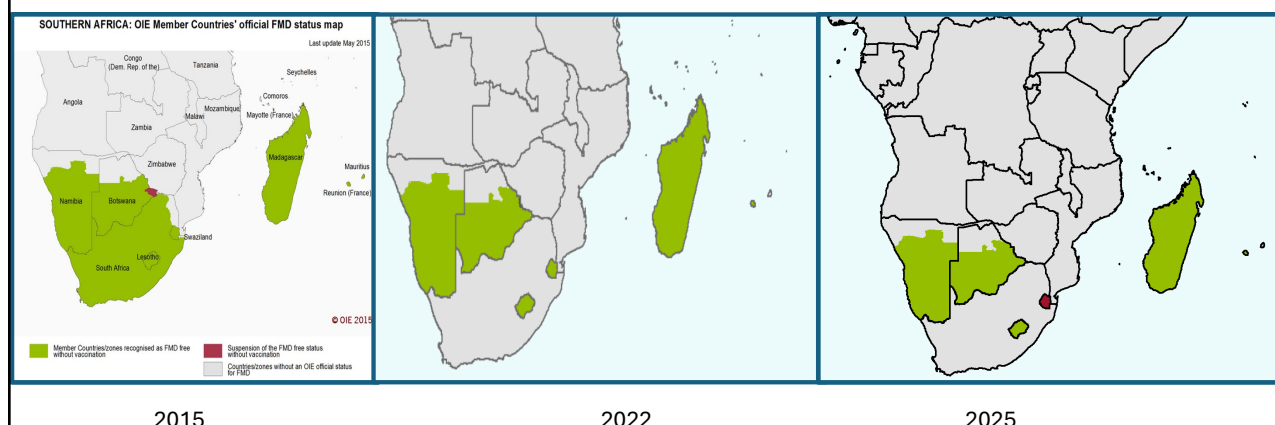 SOUTHERN AFRICA: OIE Member Countries' official FMD status map
Last update May 2015
Congo
(Dem. Rep. of the)
Tanzania
Seychelles
Angola
Comoros
Mozambique
Malawi
Mayotte (France)
Zambia
Madagascar
Zimbabwe
Mauritius
Reunion (France)
Namibia
Botswana
Swaziland
Lesotho
South Africa
© OIE 2015
Member Countries/zones recognised as FMD free
without vaccination
Suspension of the FMD free status
without vaccination
Countries/zones without an OIE official status
for FMD
2015
2022
2025